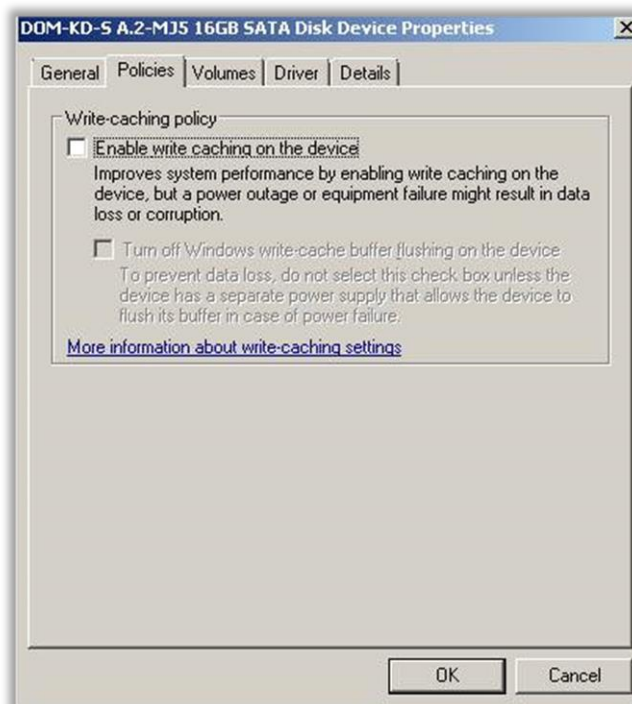 DOM-KD-S A.2-MJ5 16GB SATA Disk Device Properties
General Policies Volumes Driver Details
Write-caching policy
Enable write caching on the device
Improves system performance by enabling write caching on the
device, but a power outage or equipment failure might result in data
loss or corruption.
Turn off Windows write-cache buffer flushing on the device
To prevent data loss, do not select this check box unless the
device has a separate power supply that allows the device to
flush its buffer in case of power failure.
More information about write-caching settings
OK Cancel